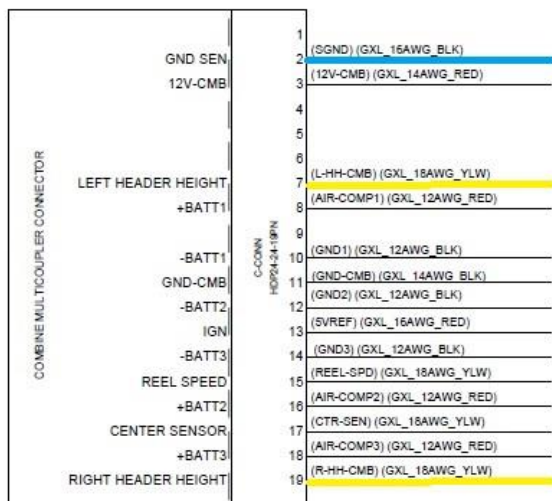 COMBINE MULTICOUPLER CONNECTOR
C-CONN
HDP24-24-19PN
1
GND SEN 2 (SGND) (GXL_16AWG_BLK)
12V-CMB 3 (12V-CMB) (GXL_14AWG_RED)
4
5
6
LEFT HEADER HEIGHT 7 (L-HH-CMB) (GXL_18AWG_YLW)
+BATT1 8 (AIR-COMP1) (GXL_12AWG_RED)
9
-BATT1 10 (GND1) (GXL_12AWG_BLK)
GND-CMB 11 (GND-CMB) (GXL_14AWG_BLK)
-BATT2 12 (GND2) (GXL_12AWG_BLK)
IGN 13 (5VREF) (GXL_16AWG_RED)
-BATT3 14 (GND3) (GXL_12AWG_BLK)
REEL SPEED 15 (REEL-SPD) (GXL_18AWG_YLW)
+BATT2 16 (AIR-COMP2) (GXL_12AWG_RED)
CENTER SENSOR 17 (CTR-SEN) (GXL_18AWG_YLW)
+BATT3 18 (AIR-COMP3) (GXL_12AWG_RED)
RIGHT HEADER HEIGHT 19 (R-HH-CMB) (GXL_18AWG_YLW)